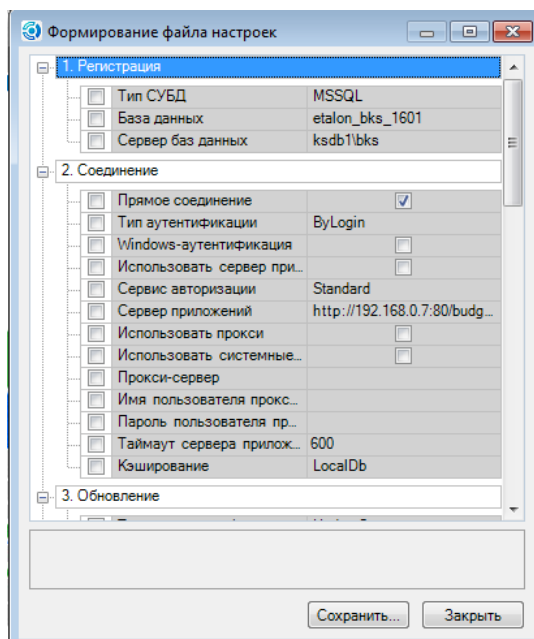 Формирование файла настроек
1. Регистрация
Тип СУБД MSSQL
База данных etalon_bks_1601
Сервер баз данных ksdb1\bks
2. Соединение
Прямое соединение
Тип аутентификации ByLogin
Windows-аутентификация
Использовать сервер при...
Сервис авторизации Standard
Сервер приложений http://192.168.0.7:80/budg...
Использовать прокси
Использовать системные...
Прокси-сервер
Имя пользователя прокс...
Пароль пользователя пр...
Таймаут сервера прилож... 600
Кэширование LocalDb
3. Обновление
Сохранить... Закрыть